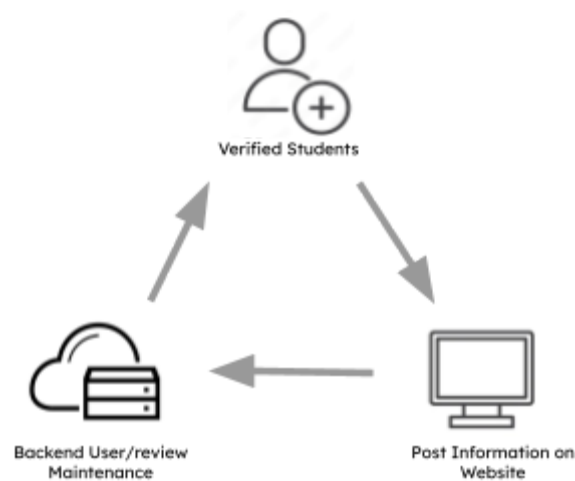 Verified Students
Backend User/review
Maintenance
Post Information on
Website